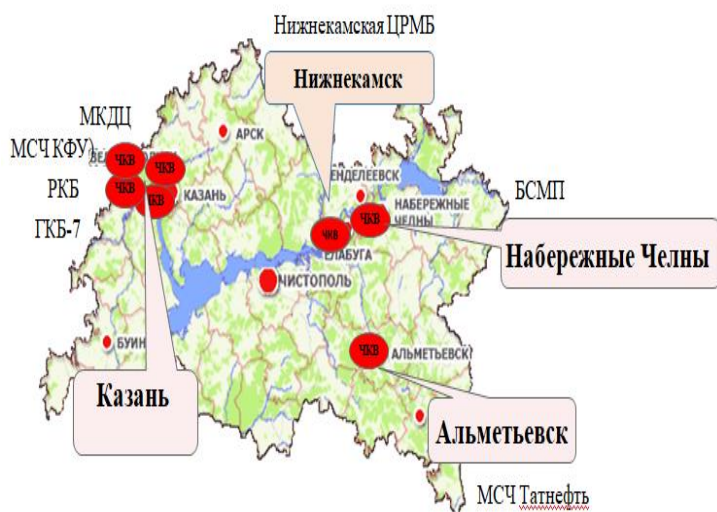 Нижнекамская ЦРМБ
Нижнекамск
МКДЦ
МСЧ КФУ
РКБ
ГКБ-7
ЧКВ
ЧКВ
ЧКВ
ЧКВ
АРСК
КАЗАНЬ
ЕНДЕЛЕЕВСК
НАБЕРЕЖНЫЕ
ЧЕЛНЫ
ЧКВ
ЧКВ
ЕЛАБУГА
БСМП
Набережные Челны
ЧИСТОПОЛЬ
БУИН
ЧКВ
АЛЬМЕТЬЕВСК
Казань
Альметьевск
МСЧ Татнефть